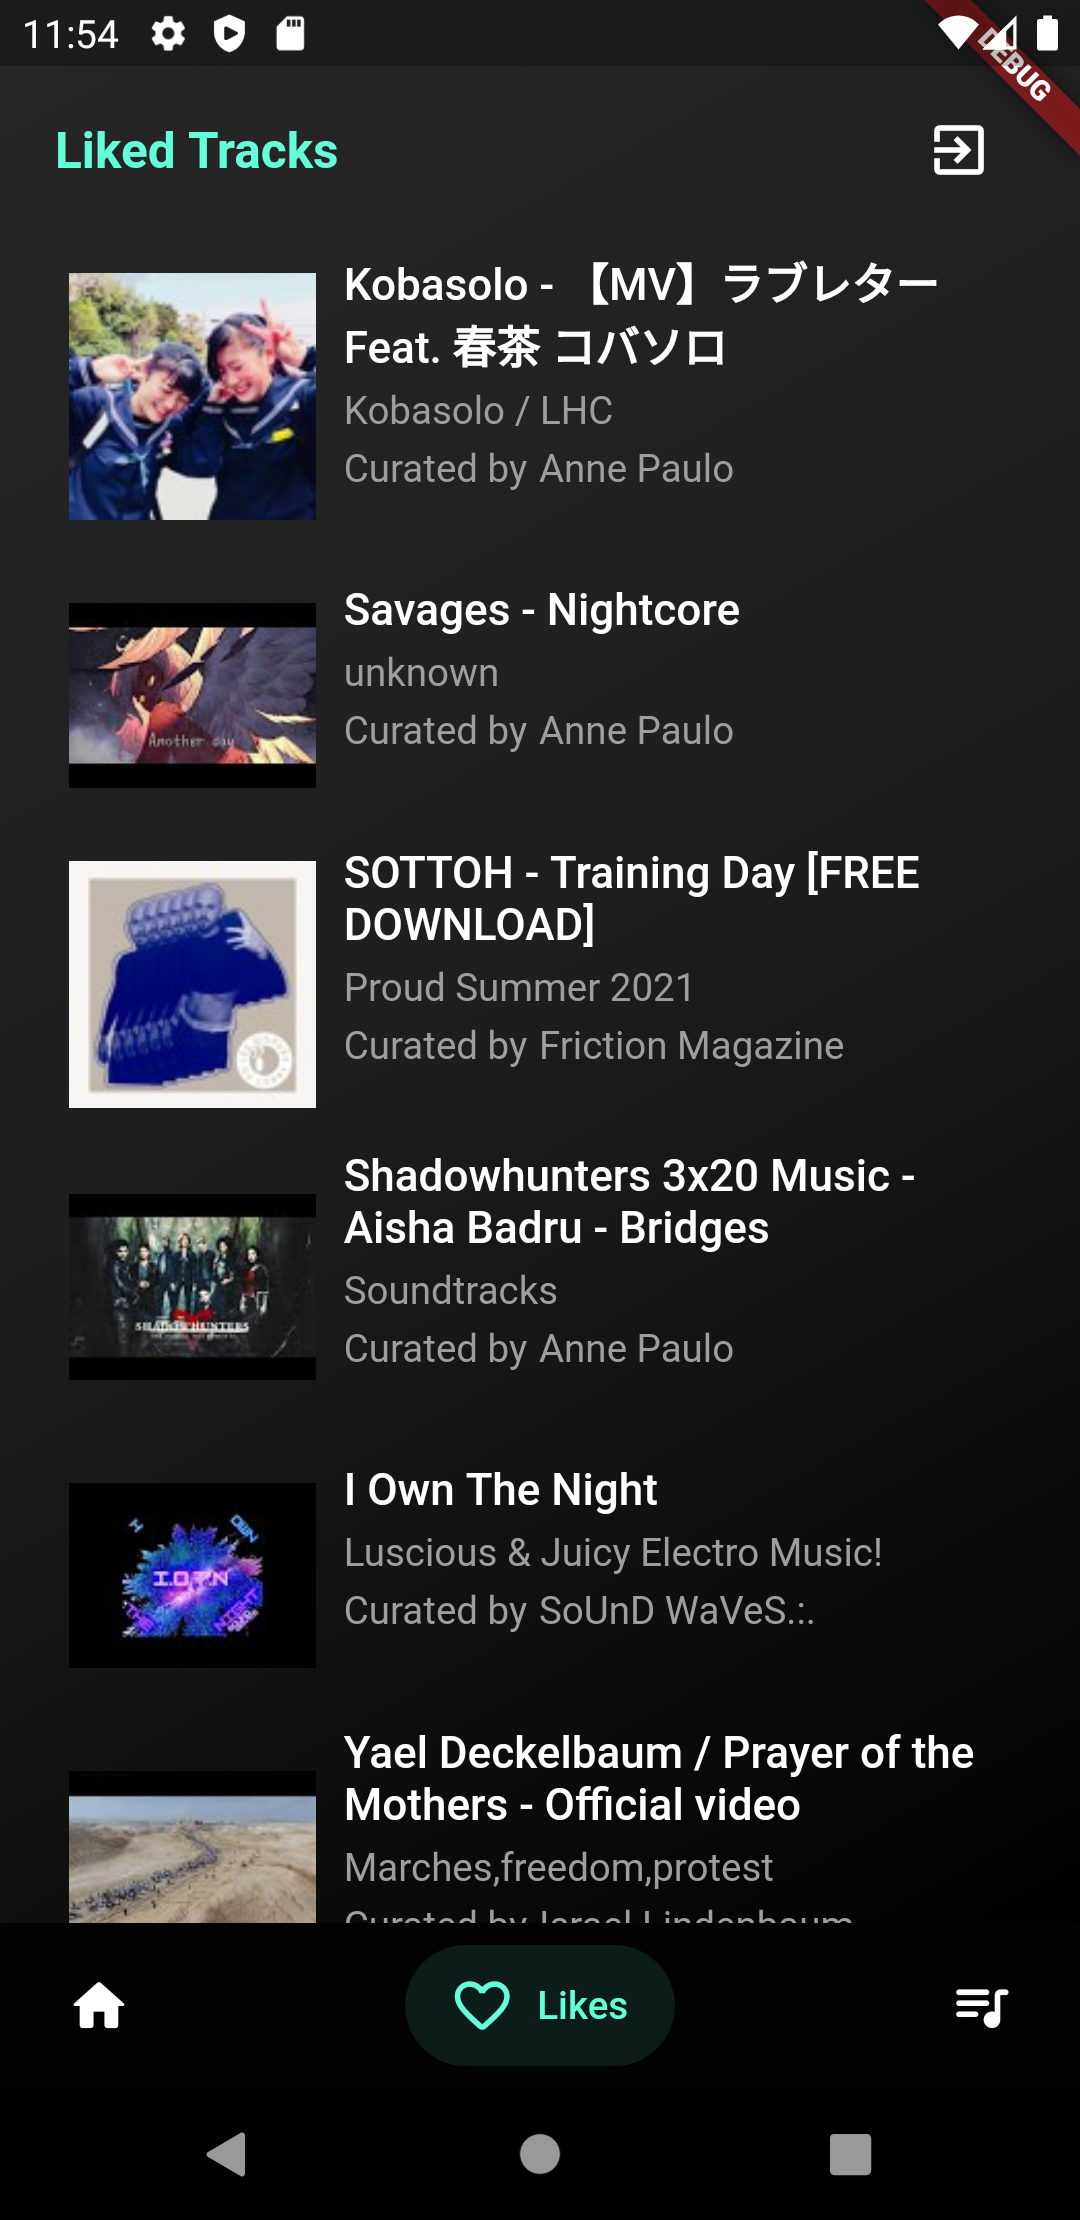 11:54
DEBUG
Liked Tracks
Kobasolo - 【MV】ラブレター
Feat. 春茶 コバソロ
Kobasolo / LHC
Curated by Anne Paulo
Another day
Savages - Nightcore
unknown
Curated by Anne Paulo
SOTTOH - Training Day [FREE
DOWNLOAD]
Proud Summer 2021
Curated by Friction Magazine
Shadowhunters 3x20 Music -
Aisha Badru - Bridges
SHADOWHUNTERS
Soundtracks
Curated by Anne Paulo
I Own The Night
Luscious & Juicy Electro Music!
Curated by SoUnD WaVeS.:.
Yael Deckelbaum / Prayer of the
Mothers - Official video
Marches,freedom,protest
Curated by Israel Lindenbaum
Likes